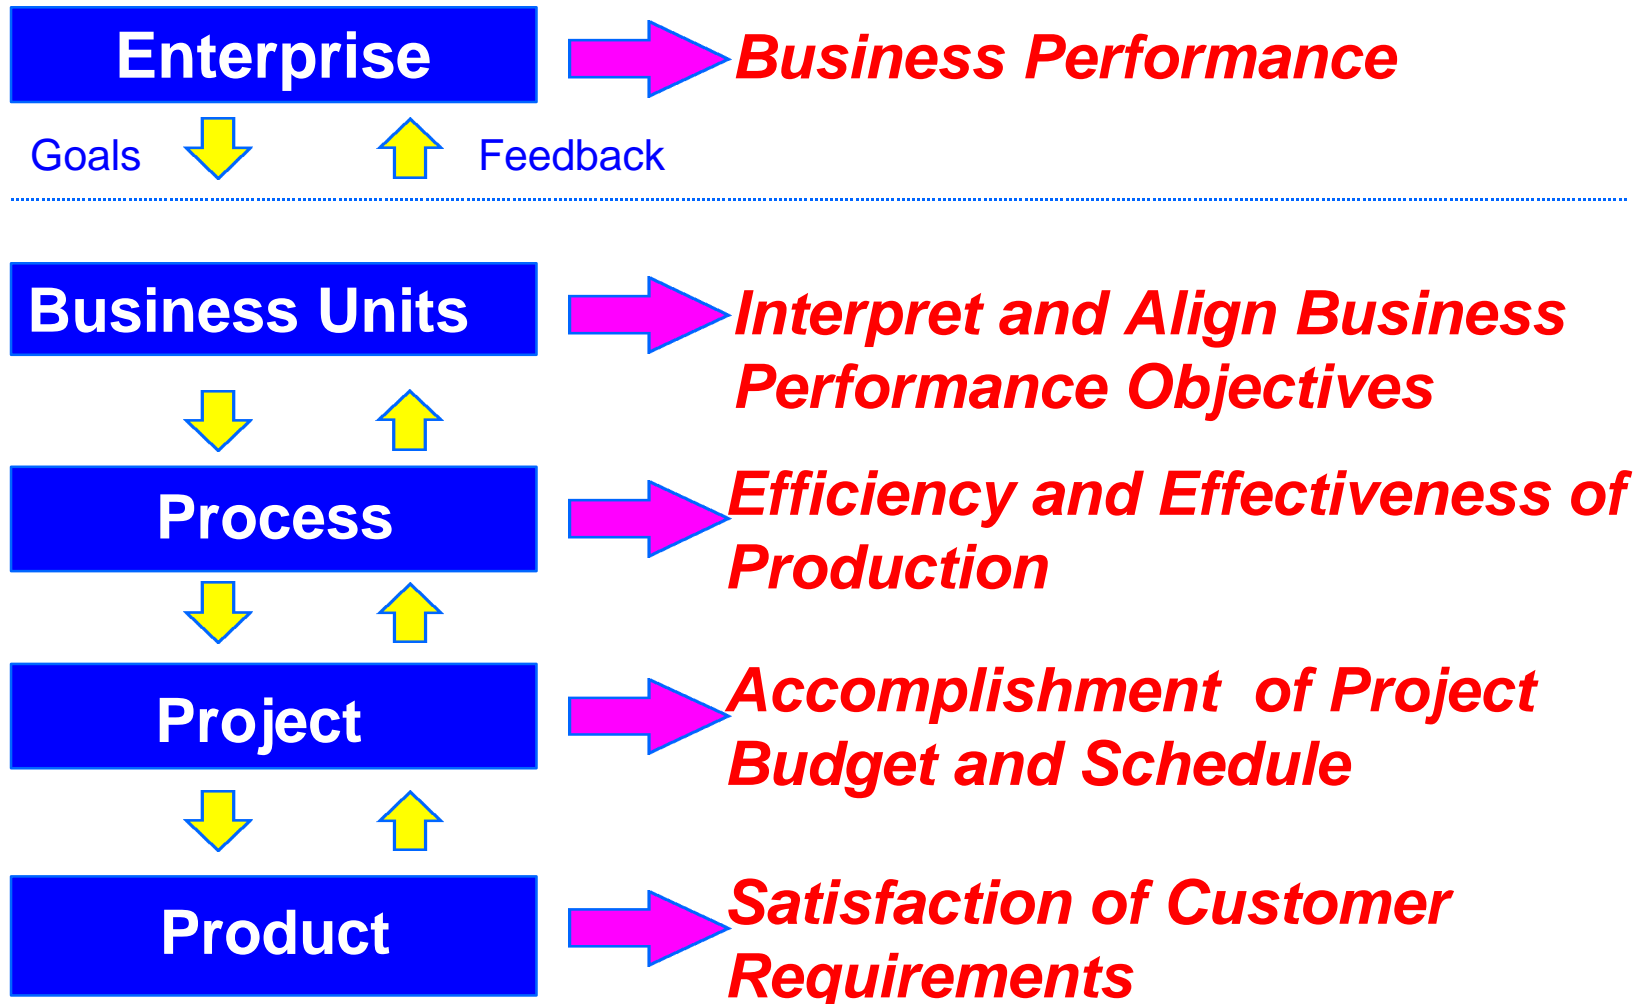 Enterprise
Business Performance
Goals
Feedback
Business Units
Interpret and Align Business
Performance Objectives
Process
Efficiency and Effectiveness of
Production
Project
Accomplishment of Project
Budget and Schedule
Product
Satisfaction of Customer
Requirements